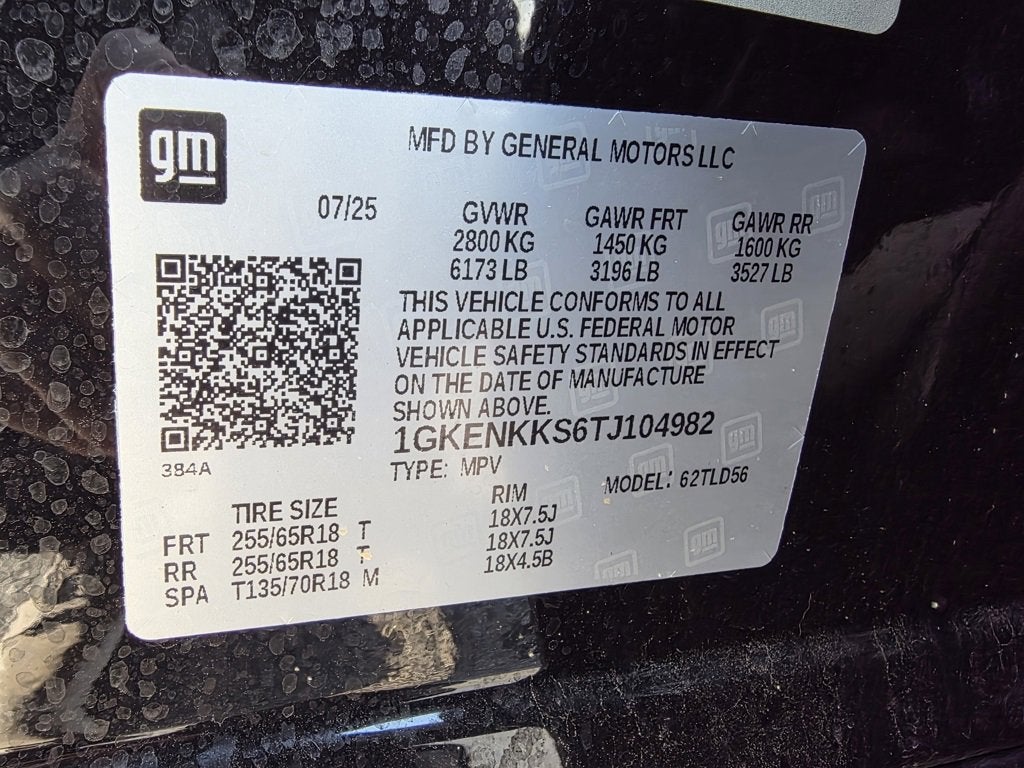 gm
MFD BY GENERAL MOTORS LLC
07/25
GVWR GAWR FRT GAWR RR
2800 KG 1450 KG 1600 KG
6173 LB 3196 LB 3527 LB
THIS VEHICLE CONFORMS TO ALL
APPLICABLE U.S. FEDERAL MOTOR
VEHICLE SAFETY STANDARDS IN EFFECT
ON THE DATE OF MANUFACTURE
SHOWN ABOVE.
1GKENKKS6TJ104982
384A
TYPE: MPV MODEL: 62TLD56
TIRE SIZE RIM
FRT 255/65R18 T 18X7.5J
RR 255/65R18 T 18X7.5J
SPA T135/70R18 M 18X4.5B